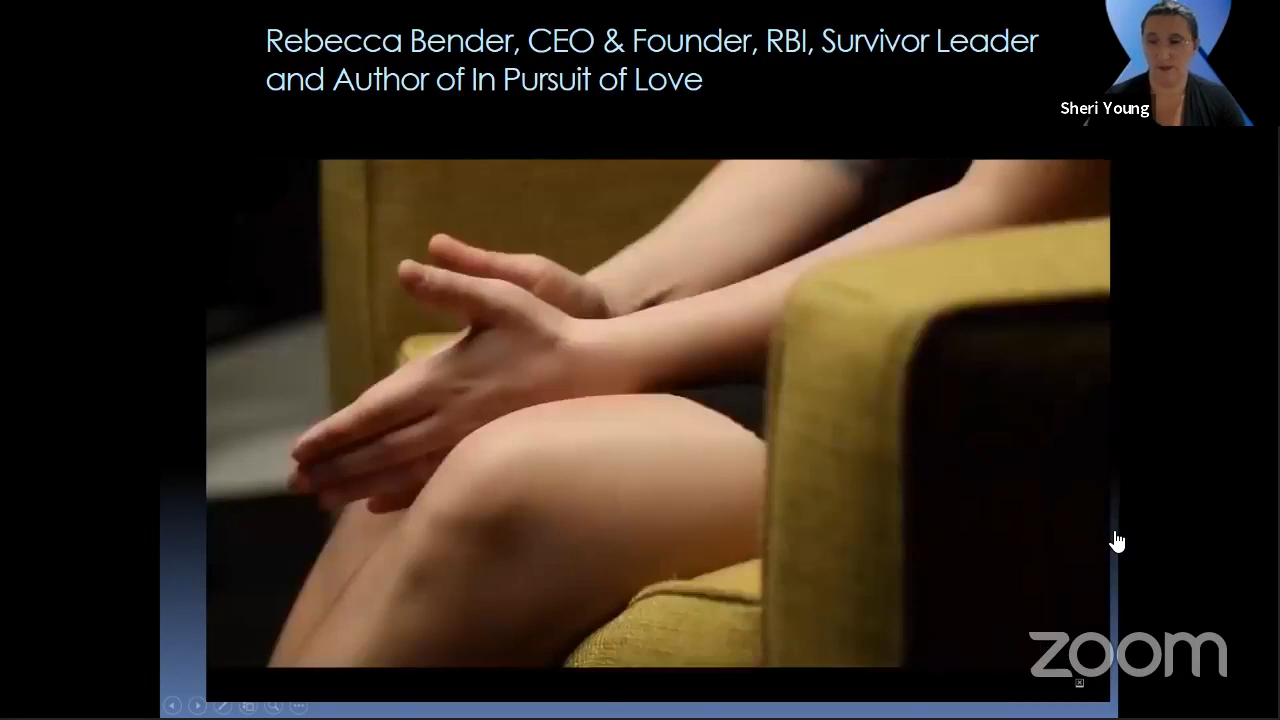 Rebecca Bender, CEO & Founder, RBI, Survivor Leader
and Author of In Pursuit of Love
Sheri Young
zoom